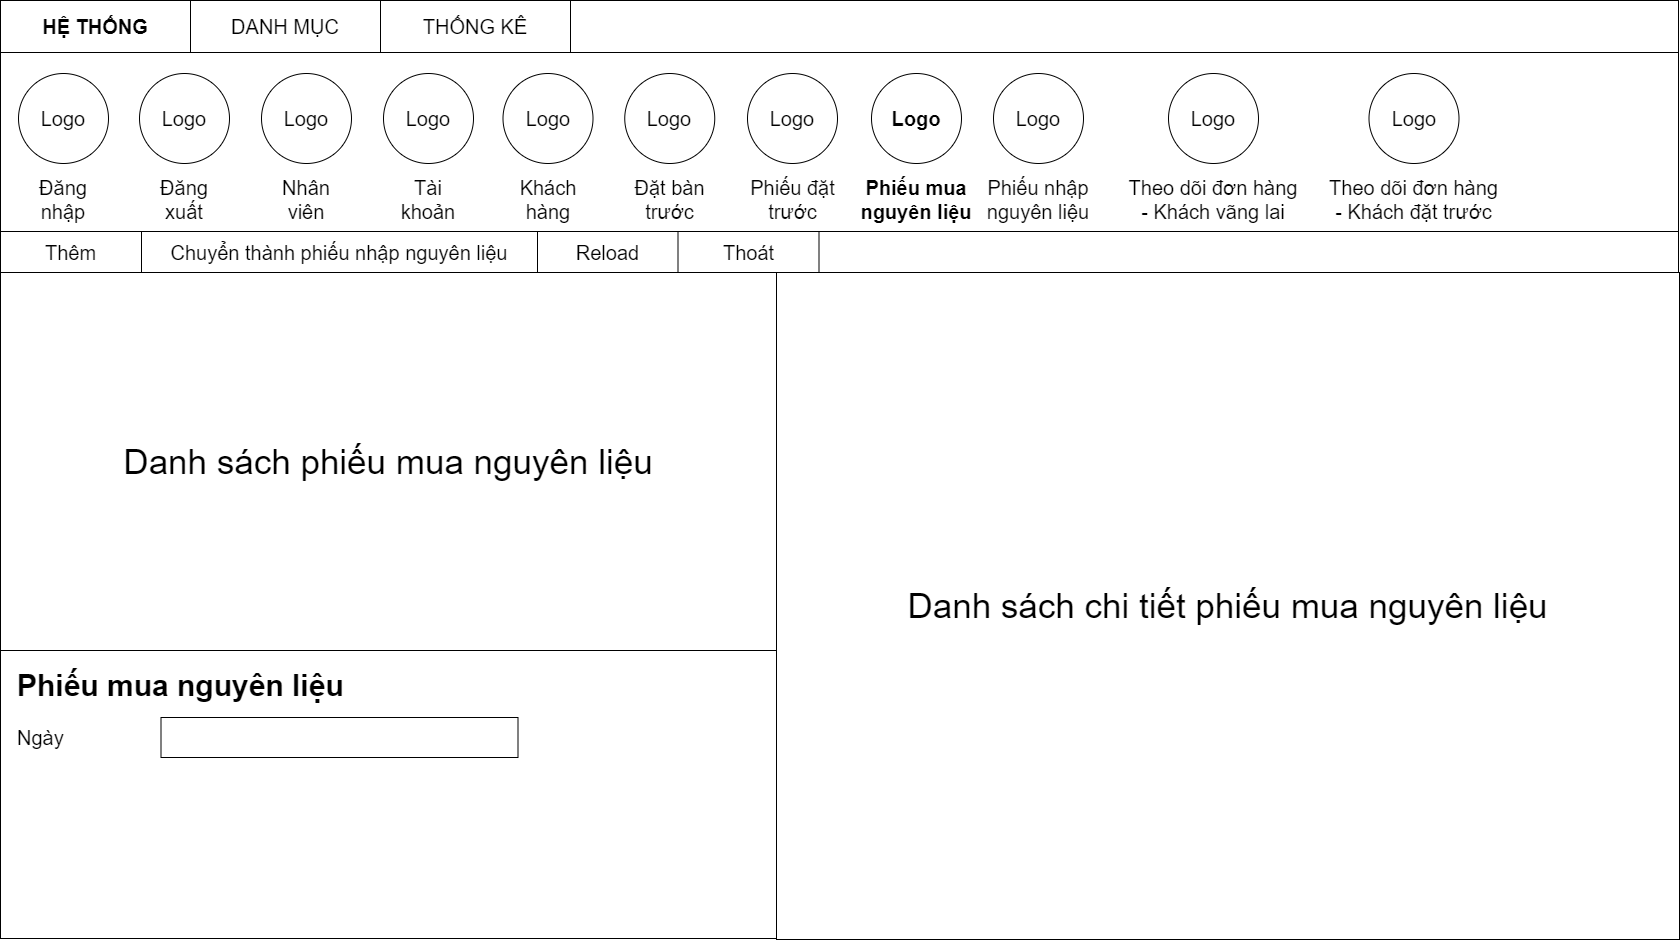 HỆ THỐNG DANH MỤC THỐNG KÊ
Logo Logo Logo Logo Logo Logo Logo Logo Logo Logo Logo
Đăng nhập
Đăng xuất
Nhân viên
Tài khoản
Khách hàng
Đặt bàn trước
Phiếu đặt trước
Phiếu mua nguyên liệu
Phiếu nhập nguyên liệu
Theo dõi đơn hàng - Khách vãng lai
Theo dõi đơn hàng - Khách đặt trước
Thêm Chuyển thành phiếu nhập nguyên liệu Reload Thoát
Danh sách phiếu mua nguyên liệu
Danh sách chi tiết phiếu mua nguyên liệu
Phiếu mua nguyên liệu
Ngày